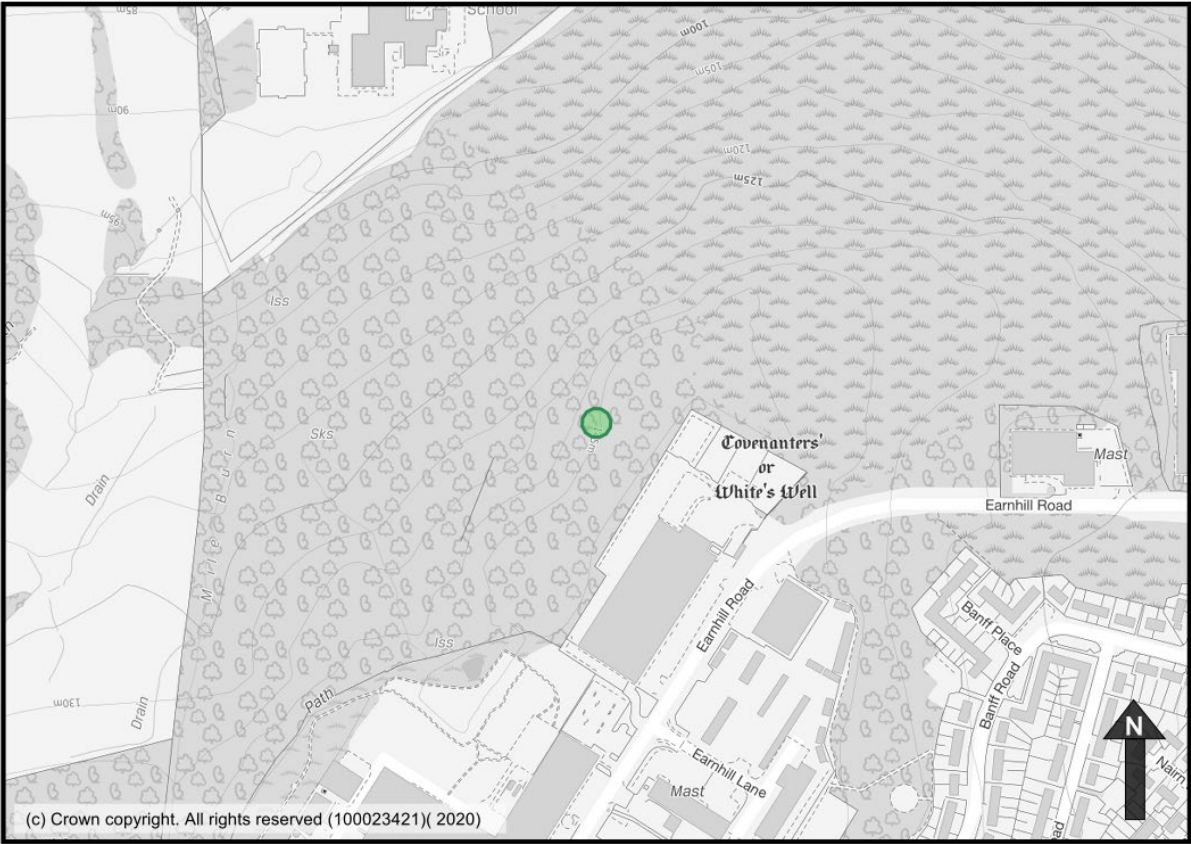 School
85m
100m
105m
90m
120m
125m
95m
Iss
Sks
Covenanters'
or
White's Well
Mast
Earnhill Road
Drain
Mile Burn
Earnhill Road
Banff Place
Iss
Path
Banff Road
130m
Drain
N
Earnhill Lane
Mast
Nairn
(c) Crown copyright. All rights reserved (100023421)( 2020)